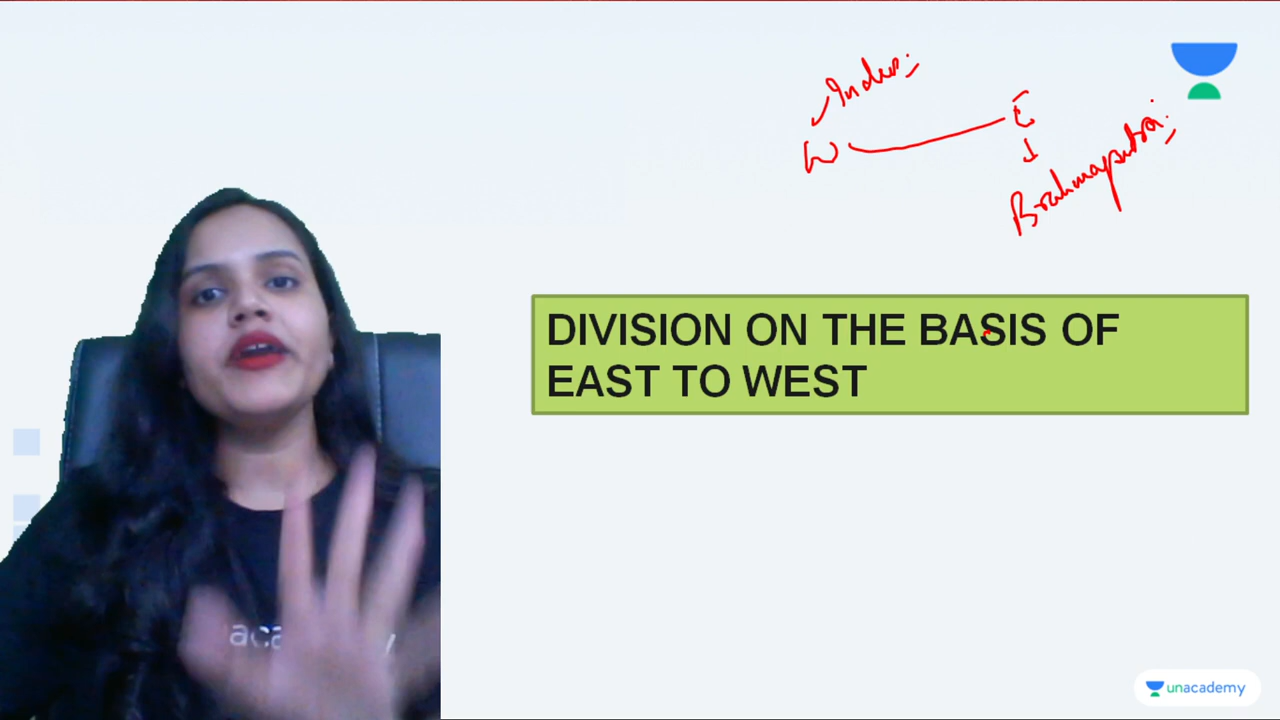 Indus
W E
Brahmaputra
DIVISION ON THE BASIS OF
EAST TO WEST
unacademy